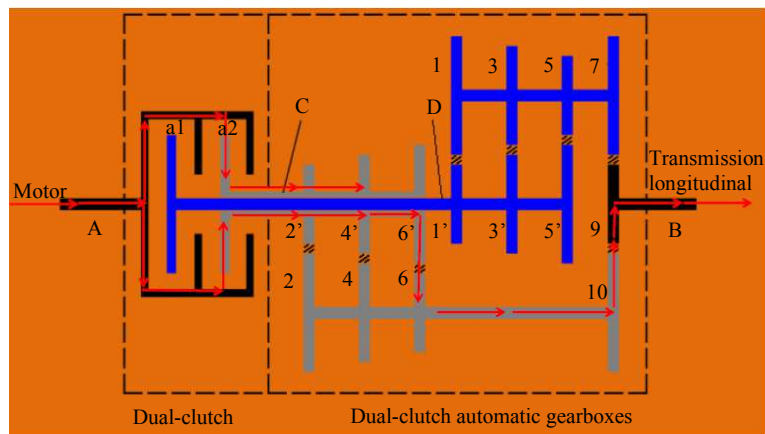 1 3 5 7
a1 a2 C D
Motor
Transmission
longitudinal
A
2' 4' 6' 1' 3' 5' 9 B
2 4 6 10
Dual-clutch
Dual-clutch automatic gearboxes